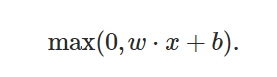 max(0, w · x + b).